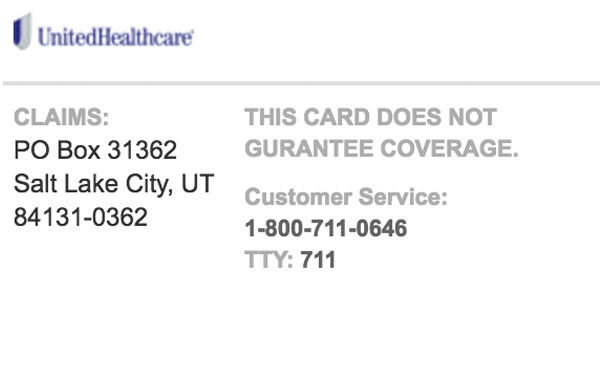 UnitedHealthcare®
CLAIMS:
PO Box 31362
Salt Lake City, UT
84131-0362
THIS CARD DOES NOT
GURANTEE COVERAGE.
Customer Service:
1-800-711-0646
TTY: 711